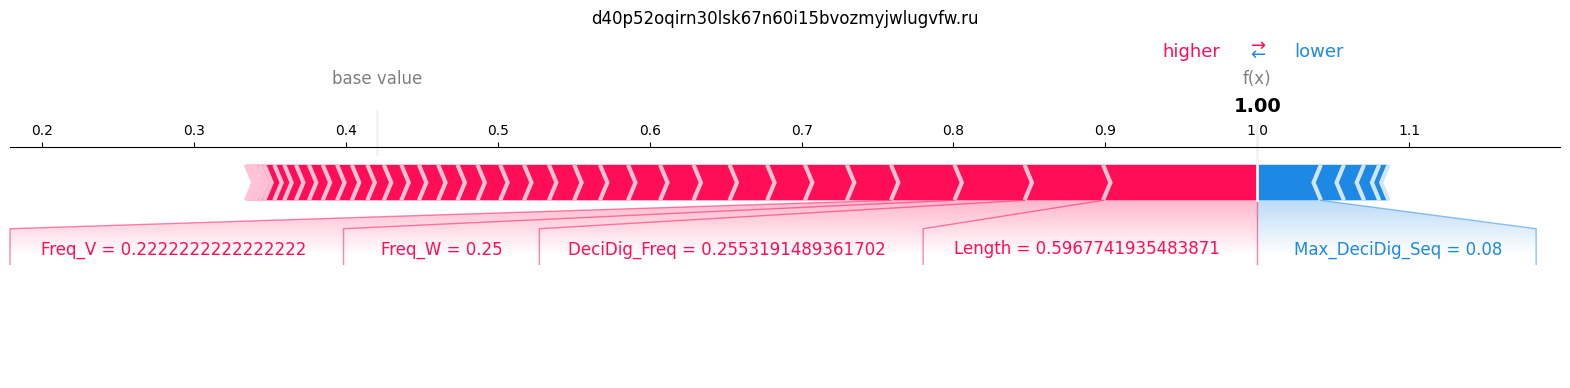 d40p52oqirn30lsk67n60i15bvozmyjwlugvfw.ru
higher ⇄ lower
base value f(x)
1.00
0.2 0.3 0.4 0.5 0.6 0.7 0.8 0.9 1.0 1.1
Freq_V = 0.2222222222222222 Freq_W = 0.25 DeciDig_Freq = 0.2553191489361702 Length = 0.5967741935483871 Max_DeciDig_Seq = 0.08